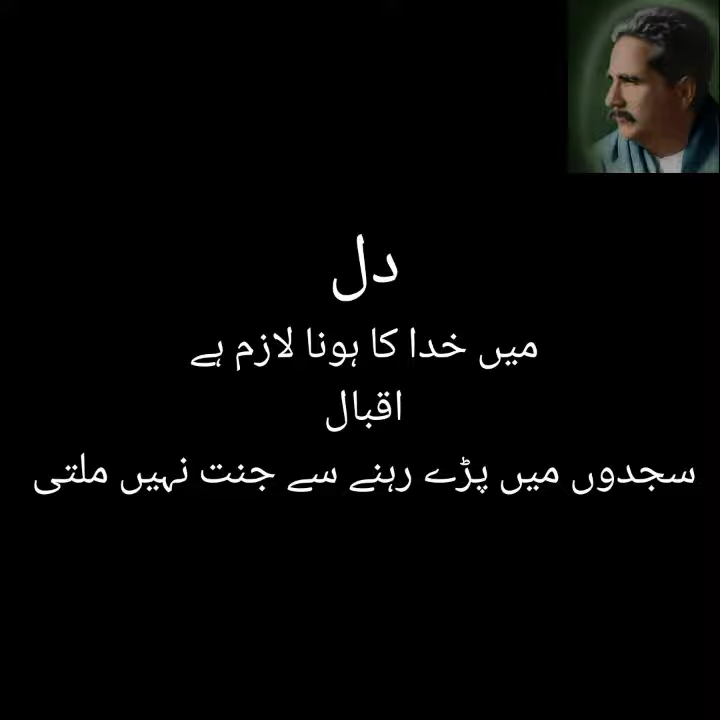 دل
میں خدا کا ہونا لازم ہے
اقبال
سجدوں میں پڑے رہنے سے جنت نہیں ملتی